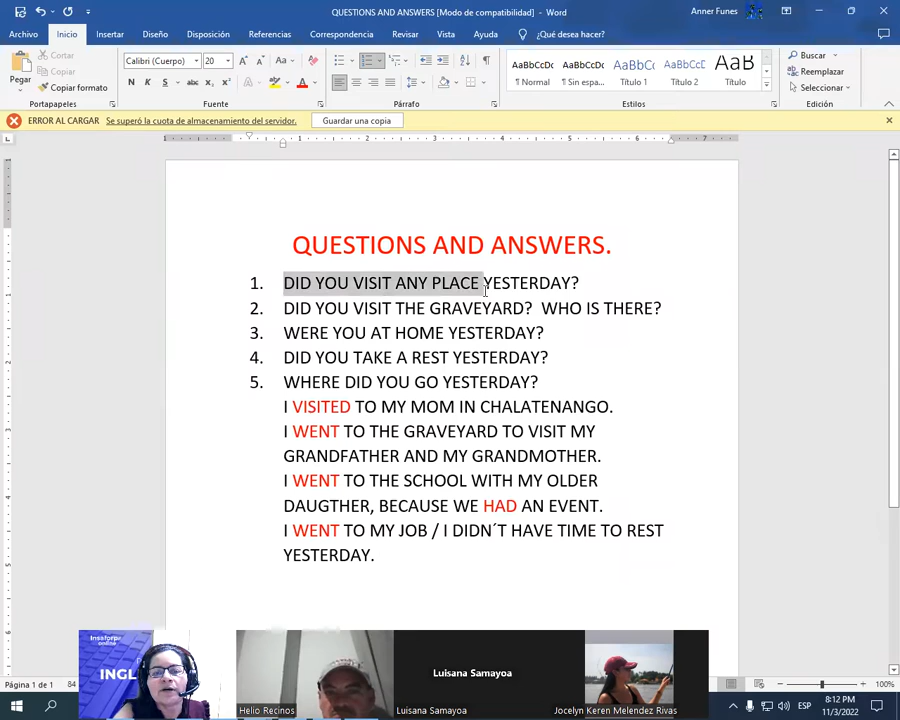 QUESTIONS AND ANSWERS [Modo de compatibilidad] - Word
Anner Funes
Archivo Inicio Insertar Diseño Disposición Referencias Correspondencia Revisar Vista Ayuda ¿Qué desea hacer?
Pegar
Cortar
Copiar
Copiar formato
Portapapeles
Calibri (Cuerpo) 20
Fuente
Párrafo
AaBbCcDc AaBbCcDc AaBbCc AaBbCcD AaB
¶ Normal ¶ Sin espa... Título 1 Título 2 Título
Estilos
Buscar
Reemplazar
Seleccionar
Edición
ERROR AL CARGAR Se superó la cuota de almacenamiento del servidor. Guardar una copia
QUESTIONS AND ANSWERS.
1. DID YOU VISIT ANY PLACE YESTERDAY?
2. DID YOU VISIT THE GRAVEYARD? WHO IS THERE?
3. WERE YOU AT HOME YESTERDAY?
4. DID YOU TAKE A REST YESTERDAY?
5. WHERE DID YOU GO YESTERDAY?
I VISITED TO MY MOM IN CHALATENANGO.
I WENT TO THE GRAVEYARD TO VISIT MY
GRANDFATHER AND MY GRANDMOTHER.
I WENT TO THE SCHOOL WITH MY OLDER
DAUGTHER, BECAUSE WE HAD AN EVENT.
I WENT TO MY JOB / I DIDN´T HAVE TIME TO REST
YESTERDAY.
Insaforp
online
INGL
Helio Recinos
Luisana Samayoa
Luisana Samayoa
Jocelyn Keren Melendez Rivas
Página 1 de 1 84
100%
ESP
8:12 PM
11/3/2022